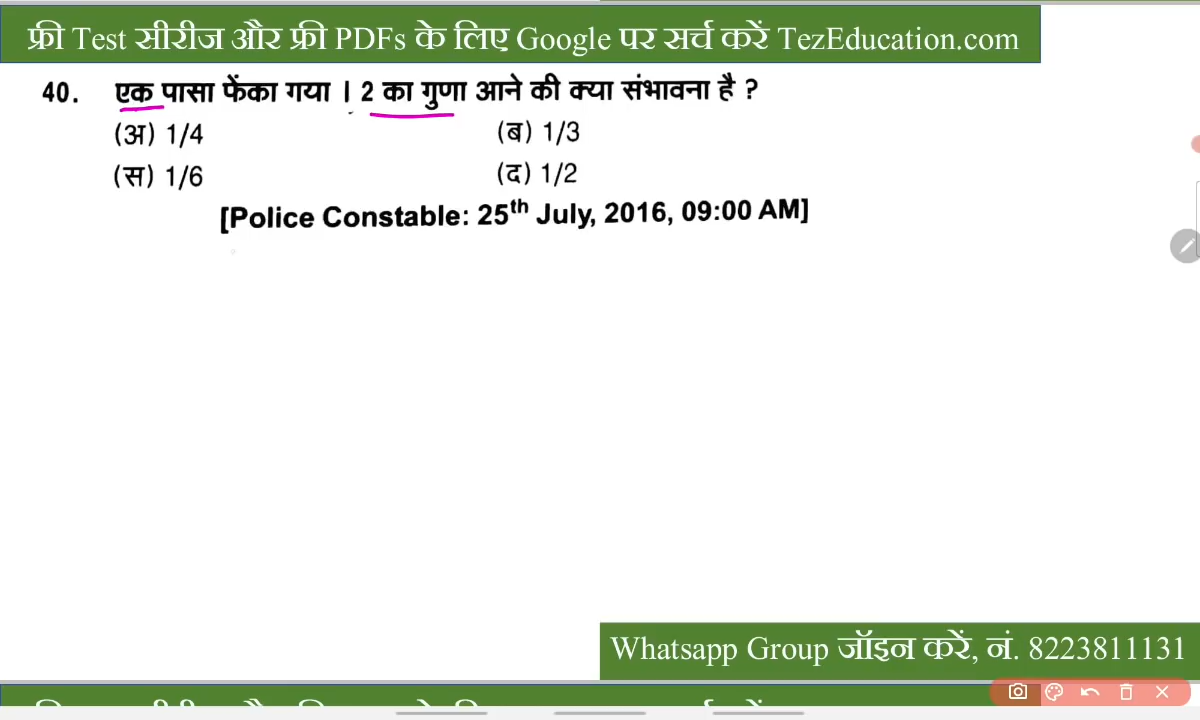 फ्री Test सीरीज और फ्री PDFs के लिए Google पर सर्च करें TezEducation.com
40. एक पासा फेंका गया । 2 का गुणा आने की क्या संभावना है ?
(अ) 1/4 (ब) 1/3
(स) 1/6 (द) 1/2
[Police Constable: 25th July, 2016, 09:00 AM]
Whatsapp Group जॉइन करें, नं. 8223811131